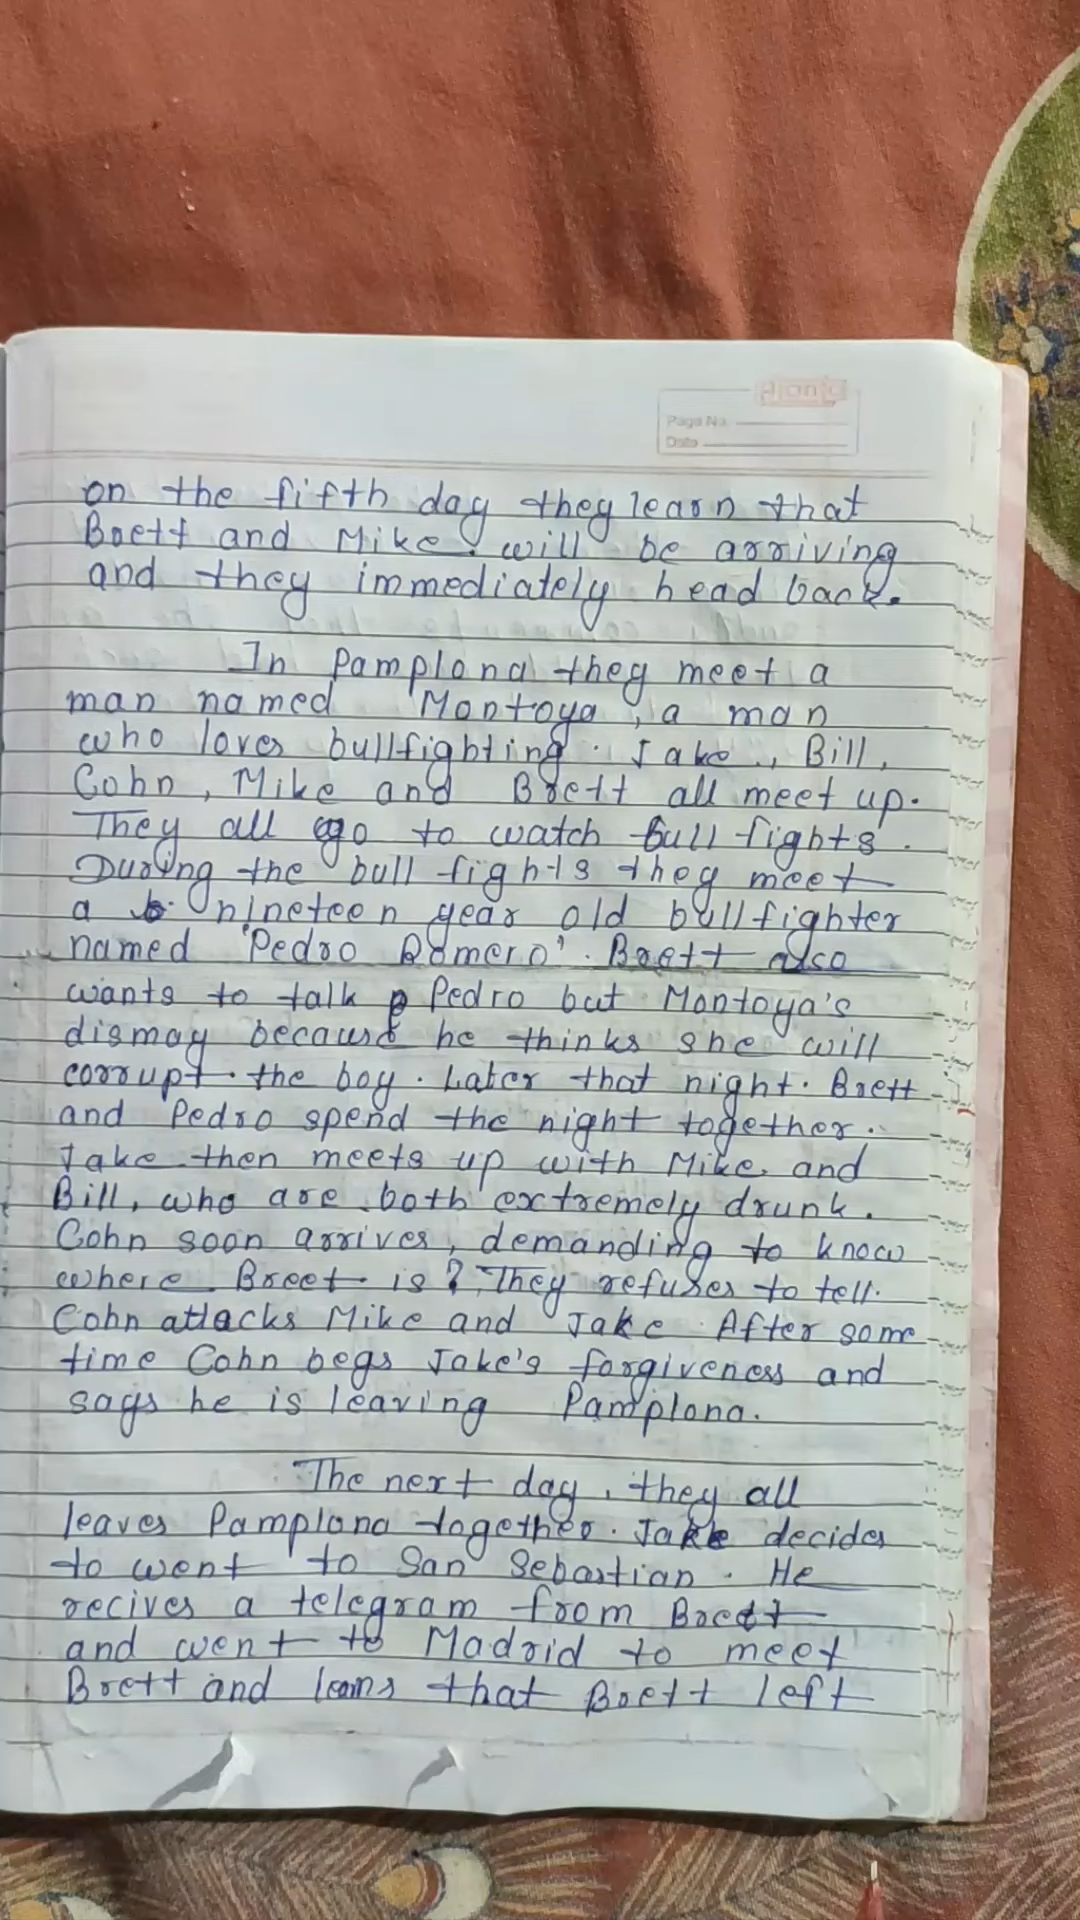 Page No.
Date
on the fifth day they learn that
Brett and Mike will be arriving
and they immediately head back.
In Pamplona they meet a
man named Montoya, a man
who loves bullfighting. Jake, Bill,
Cohn, Mike and Brett all meet up.
They all go to watch bull fights.
During the bull fights they meet
a nineteen year old bullfighter
named 'Pedro Romero'. Brett also
wants to talk Pedro but Montoya's
dismay because he thinks she will
corrupt the boy. Later that night. Brett
and Pedro spend the night together.
Jake then meets up with Mike and
Bill, who are both extremely drunk.
Cohn soon arrives, demanding to know
where Breet is? They refuses to tell.
Cohn attacks Mike and Jake. After some
time Cohn begs Jake's forgiveness and
says he is leaving Pamplona.
The next day, they all
leaves Pamplona together. Jake decides
to went to San Sebastian. He
recives a telegram from Brett
and went to Madrid to meet
Brett and learns that Brett left